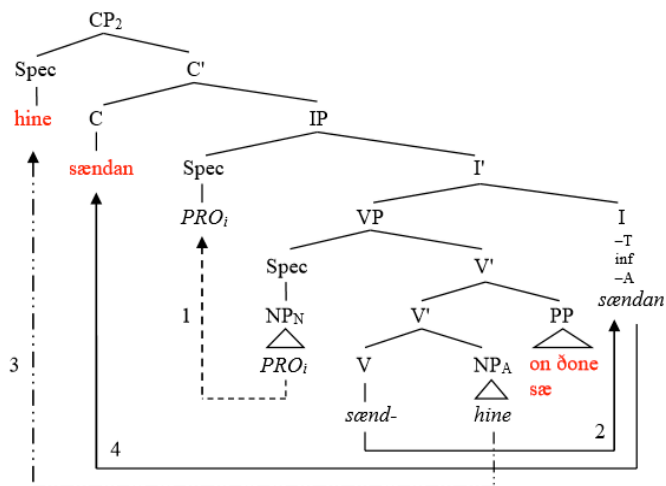 CP₂
Spec C'
hine C IP
sændan Spec I'
PROᵢ VP I
–T
Spec V' inf
–A
sændan
1 NPN V' PP
3 PROᵢ V NPA on ðone
sæ
sænd- hine 2
4